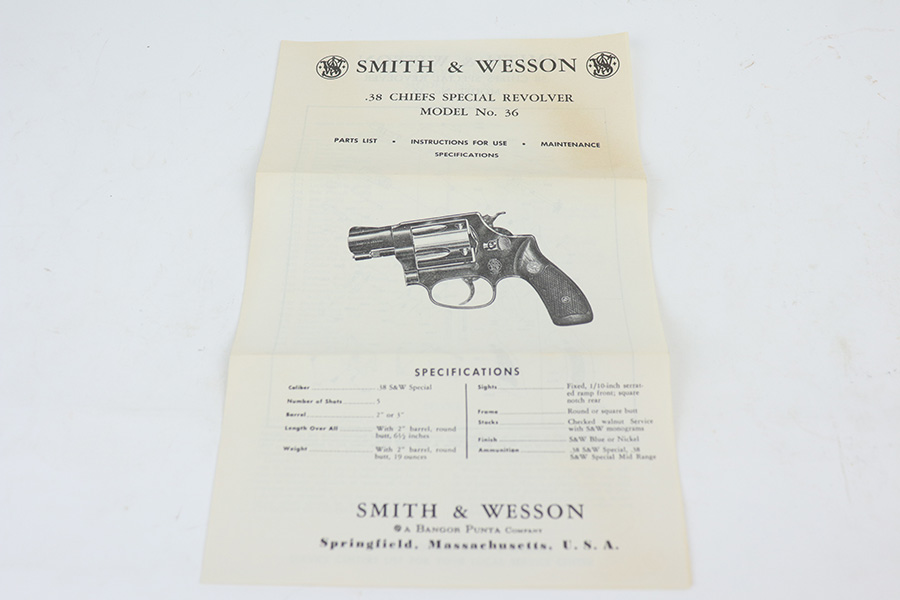 SMITH & WESSON
.38 CHIEFS SPECIAL REVOLVER
MODEL No. 36
PARTS LIST • INSTRUCTIONS FOR USE • MAINTENANCE
SPECIFICATIONS
SPECIFICATIONS
Caliber .38 S&W Special
Number of Shots 5
Barrel 2" or 3"
Length Over All With 2" barrel, round
butt, 6½ inches
Weight With 2" barrel, round
butt, 19 ounces
Sights Fixed, 1/10-inch serrat-
ed ramp front; square
notch rear
Frame Round or square butt
Stocks Checked walnut Service
with S&W monograms
Finish S&W Blue or Nickel
Ammunition .38 S&W Special, .38
S&W Special Mid Range
SMITH & WESSON
A BANGOR PUNTA COMPANY
Springfield, Massachusetts, U. S. A.